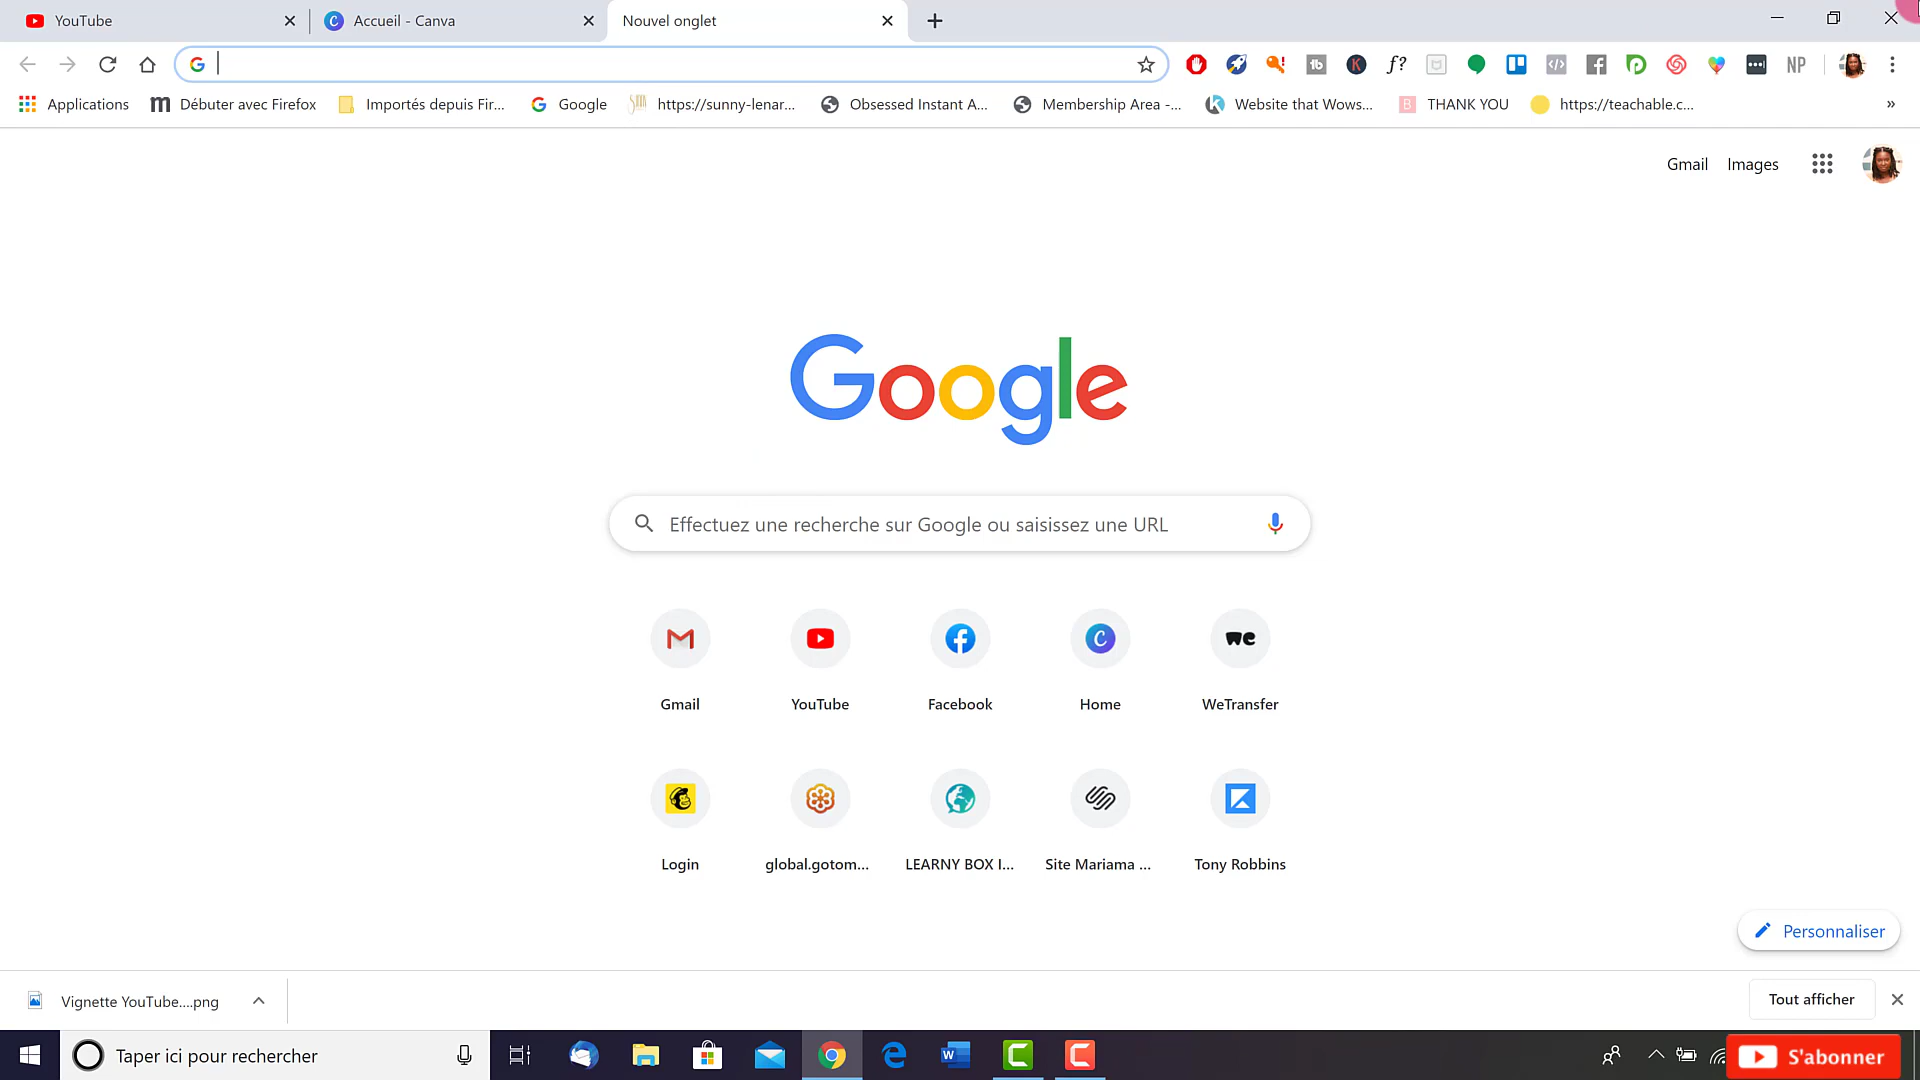 YouTube
Accueil - Canva
Nouvel onglet
f?
NP
Applications
Débuter avec Firefox
Importés depuis Fir...
Google
https://sunny-lenar...
Obsessed Instant A...
Membership Area -...
Website that Wows...
THANK YOU
https://teachable.c...
»
Gmail
Images
Google
Effectuez une recherche sur Google ou saisissez une URL
Gmail
YouTube
Facebook
Home
WeTransfer
Login
global.gotom...
LEARNY BOX I...
Site Mariama ...
Tony Robbins
Personnaliser
Vignette YouTube....png
Tout afficher
Taper ici pour rechercher
S'abonner